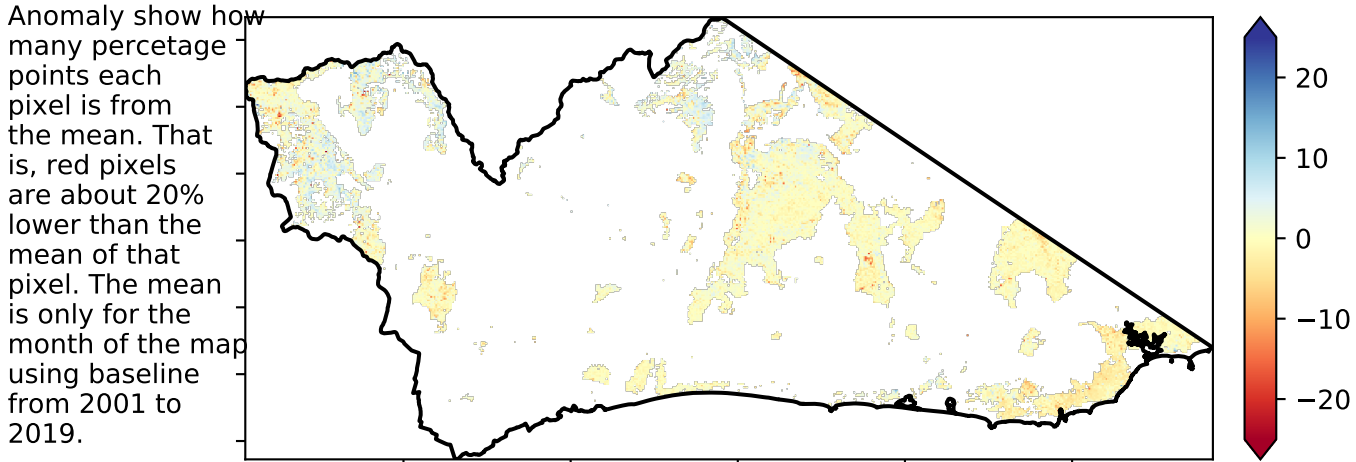 Anomaly show how
many percetage
points each
pixel is from
the mean. That
is, red pixels
are about 20%
lower than the
mean of that
pixel. The mean
is only for the
month of the map
using baseline
from 2001 to
2019.
20
10
0
−10
−20